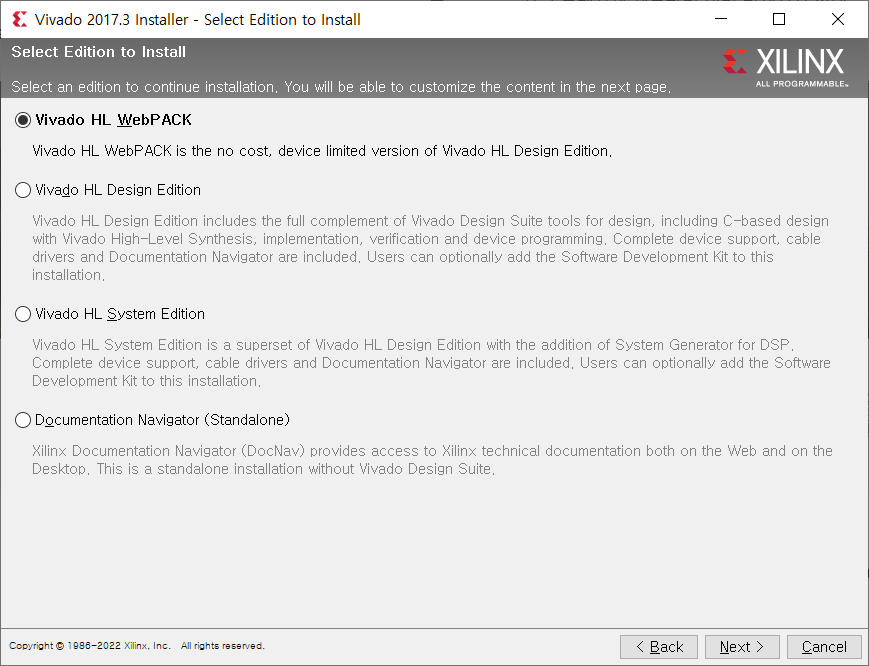 Vivado 2017.3 Installer - Select Edition to Install
Select Edition to Install
XILINX
ALL PROGRAMMABLE™
Select an edition to continue installation. You will be able to customize the content in the next page.
Vivado HL WebPACK
Vivado HL WebPACK is the no cost, device limited version of Vivado HL Design Edition.
Vivado HL Design Edition
Vivado HL Design Edition includes the full complement of Vivado Design Suite tools for design, including C-based design
with Vivado High-Level Synthesis, implementation, verification and device programming. Complete device support, cable
drivers and Documentation Navigator are included. Users can optionally add the Software Development Kit to this
installation.
Vivado HL System Edition
Vivado HL System Edition is a superset of Vivado HL Design Edition with the addition of System Generator for DSP.
Complete device support, cable drivers and Documentation Navigator are included. Users can optionally add the Software
Development Kit to this installation.
Documentation Navigator (Standalone)
Xilinx Documentation Navigator (DocNav) provides access to Xilinx technical documentation both on the Web and on the
Desktop. This is a standalone installation without Vivado Design Suite.
Copyright © 1986-2022 Xilinx, Inc. All rights reserved.
< Back Next > Cancel